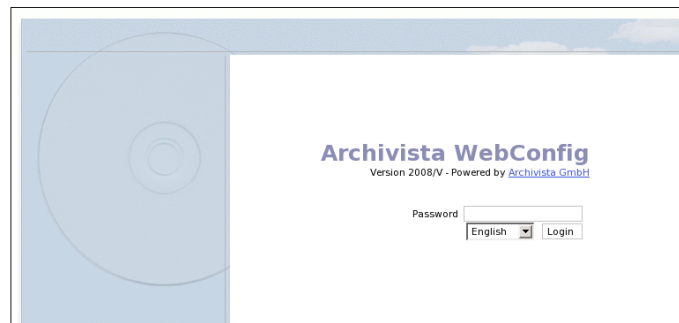 Archivista WebConfig
Version 2008/V - Powered by Archivista GmbH
Password
English Login